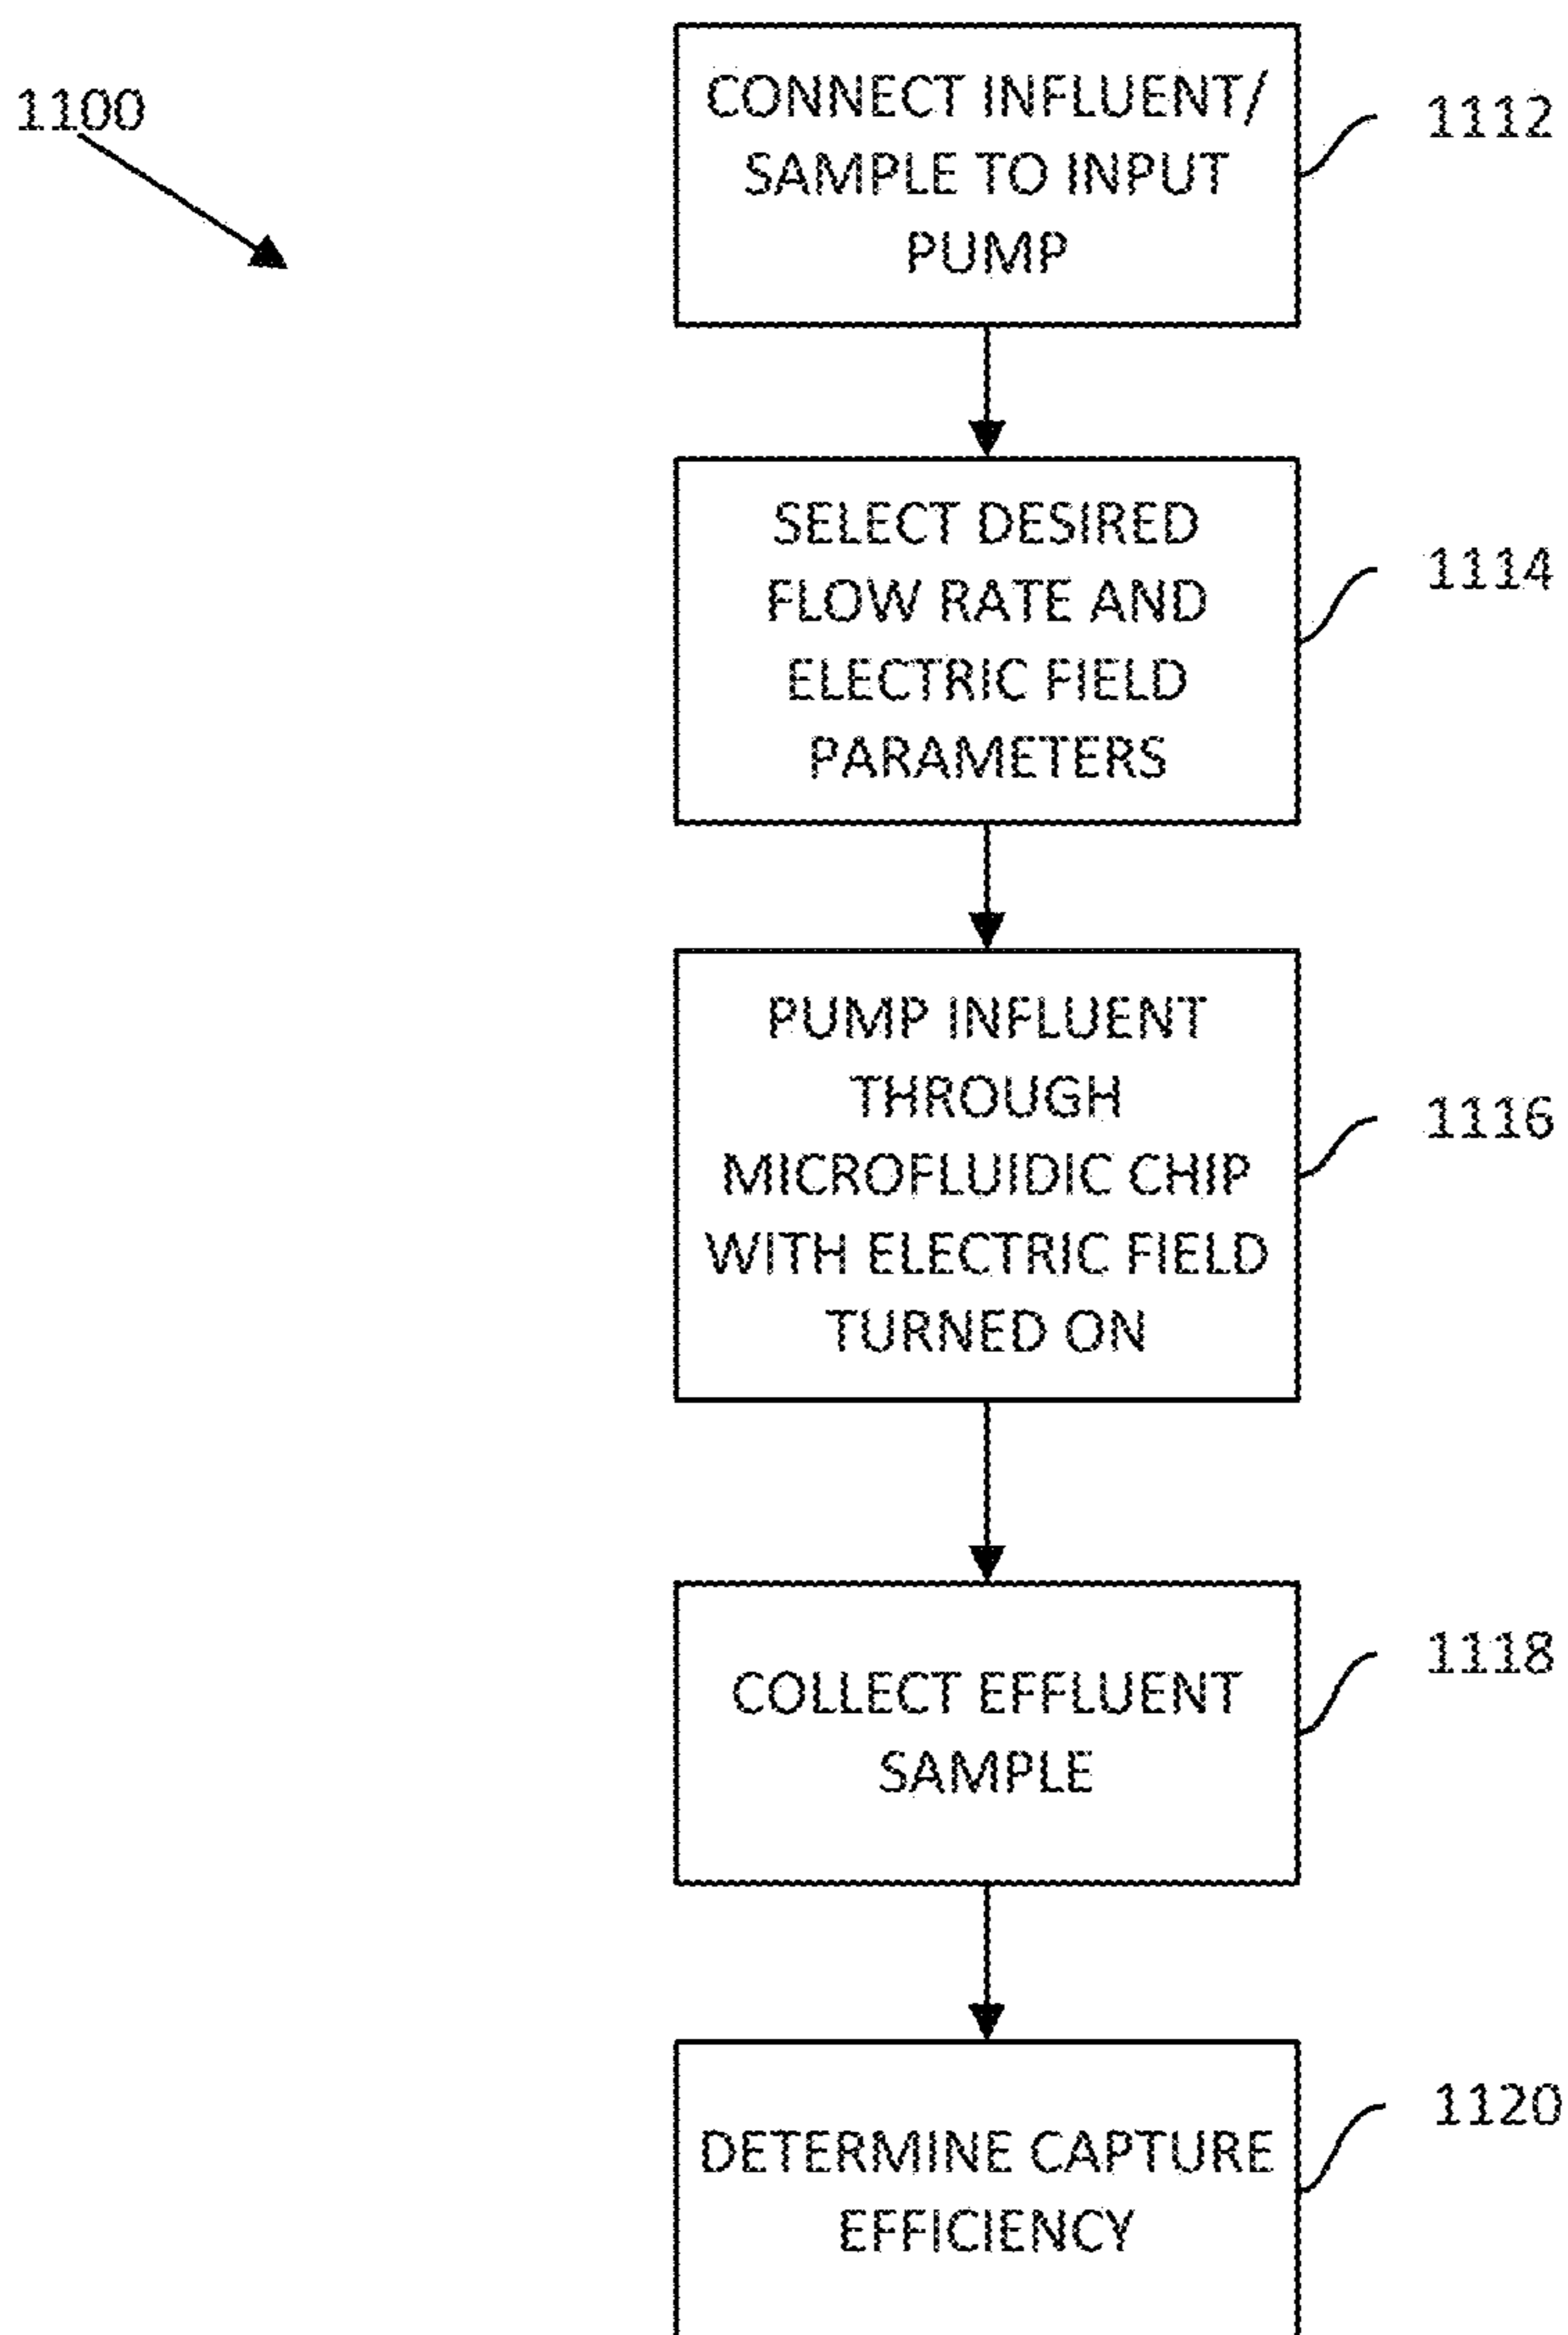 1100
CONNECT INFLUENT/
SAMPLE TO INPUT
PUMP
1112
SELECT DESIRED
FLOW RATE AND
ELECTRIC FIELD
PARAMETERS
1114
PUMP INFLUENT
THROUGH
MICROFLUIDIC CHIP
WITH ELECTRIC FIELD
TURNED ON
1116
COLLECT EFFLUENT
SAMPLE
1118
DETERMINE CAPTURE
EFFICIENCY
1120